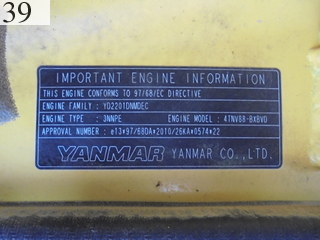 39
IMPORTANT ENGINE INFORMATION
THIS ENGINE CONFORMS TO 97/68/EC DIRECTIVE
ENGINE FAMILY : YD2201DNMDEC
ENGINE TYPE : 3NNPE ENGINE MODEL : 4TNV88-BXBVD
APPROVAL NUMBER : e13*97/68DA*2010/26KA*0574*22
YANMAR YANMAR CO.,LTD.